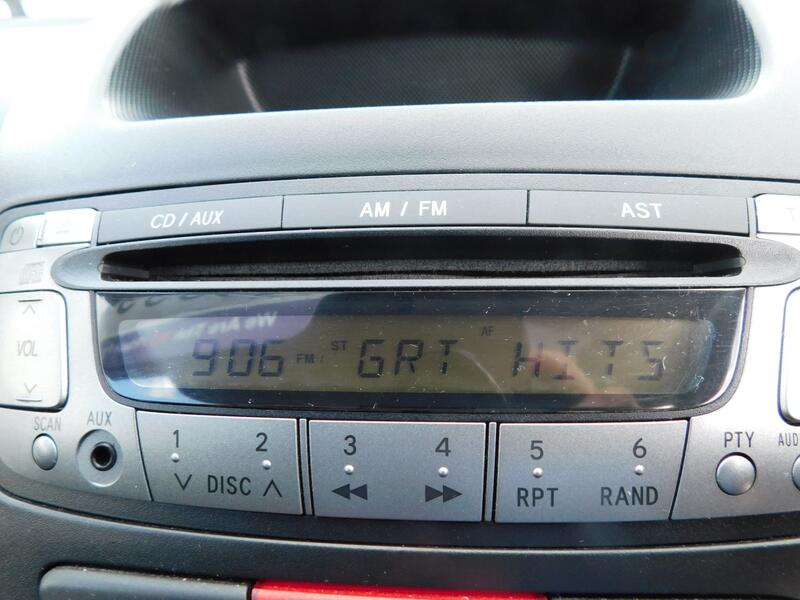 CD / AUX AM / FM AST
VOL
906 FM / ST GRT AF HITS
SCAN AUX 1 2 3 4 5 6 PTY
DISC RPT RAND